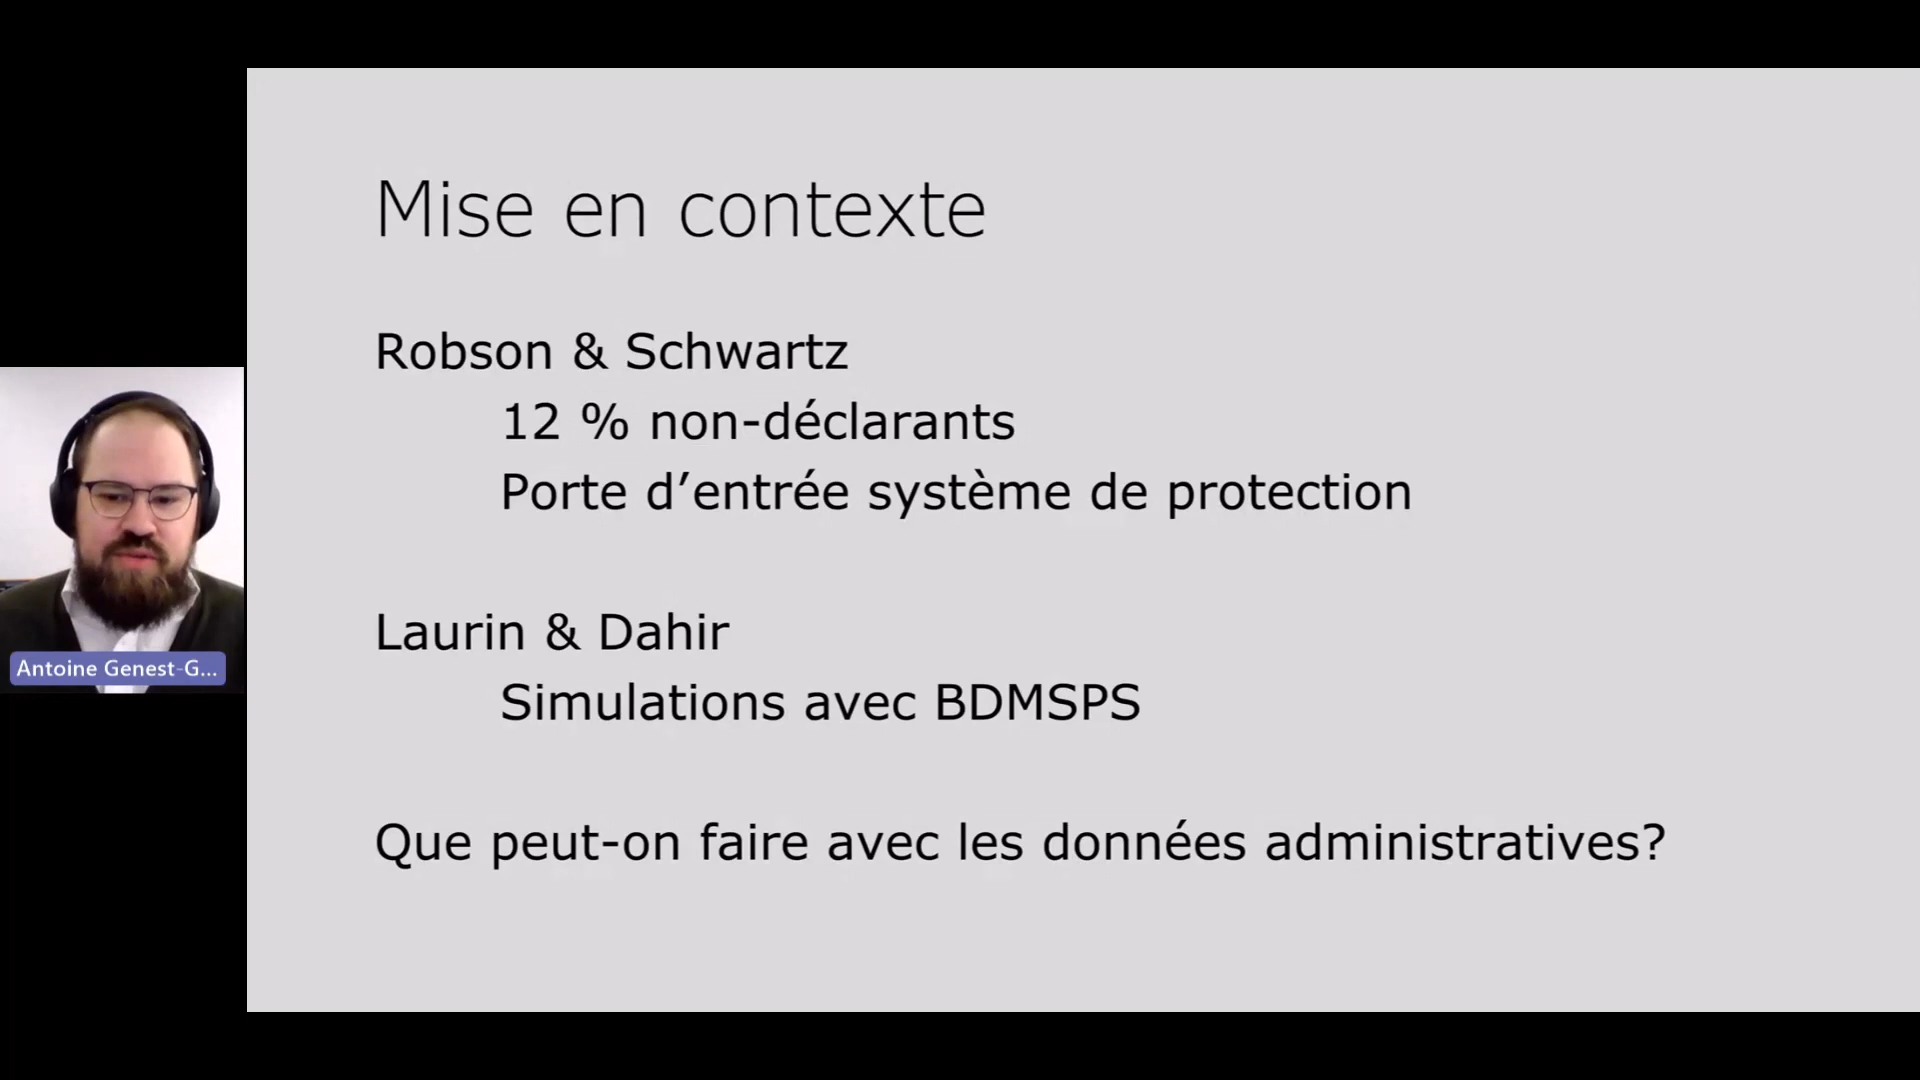 Mise en contexte
Robson & Schwartz
12 % non-déclarants
Porte d’entrée système de protection
Laurin & Dahir
Simulations avec BDMSPS
Que peut-on faire avec les données administratives?
Antoine Genest-G...